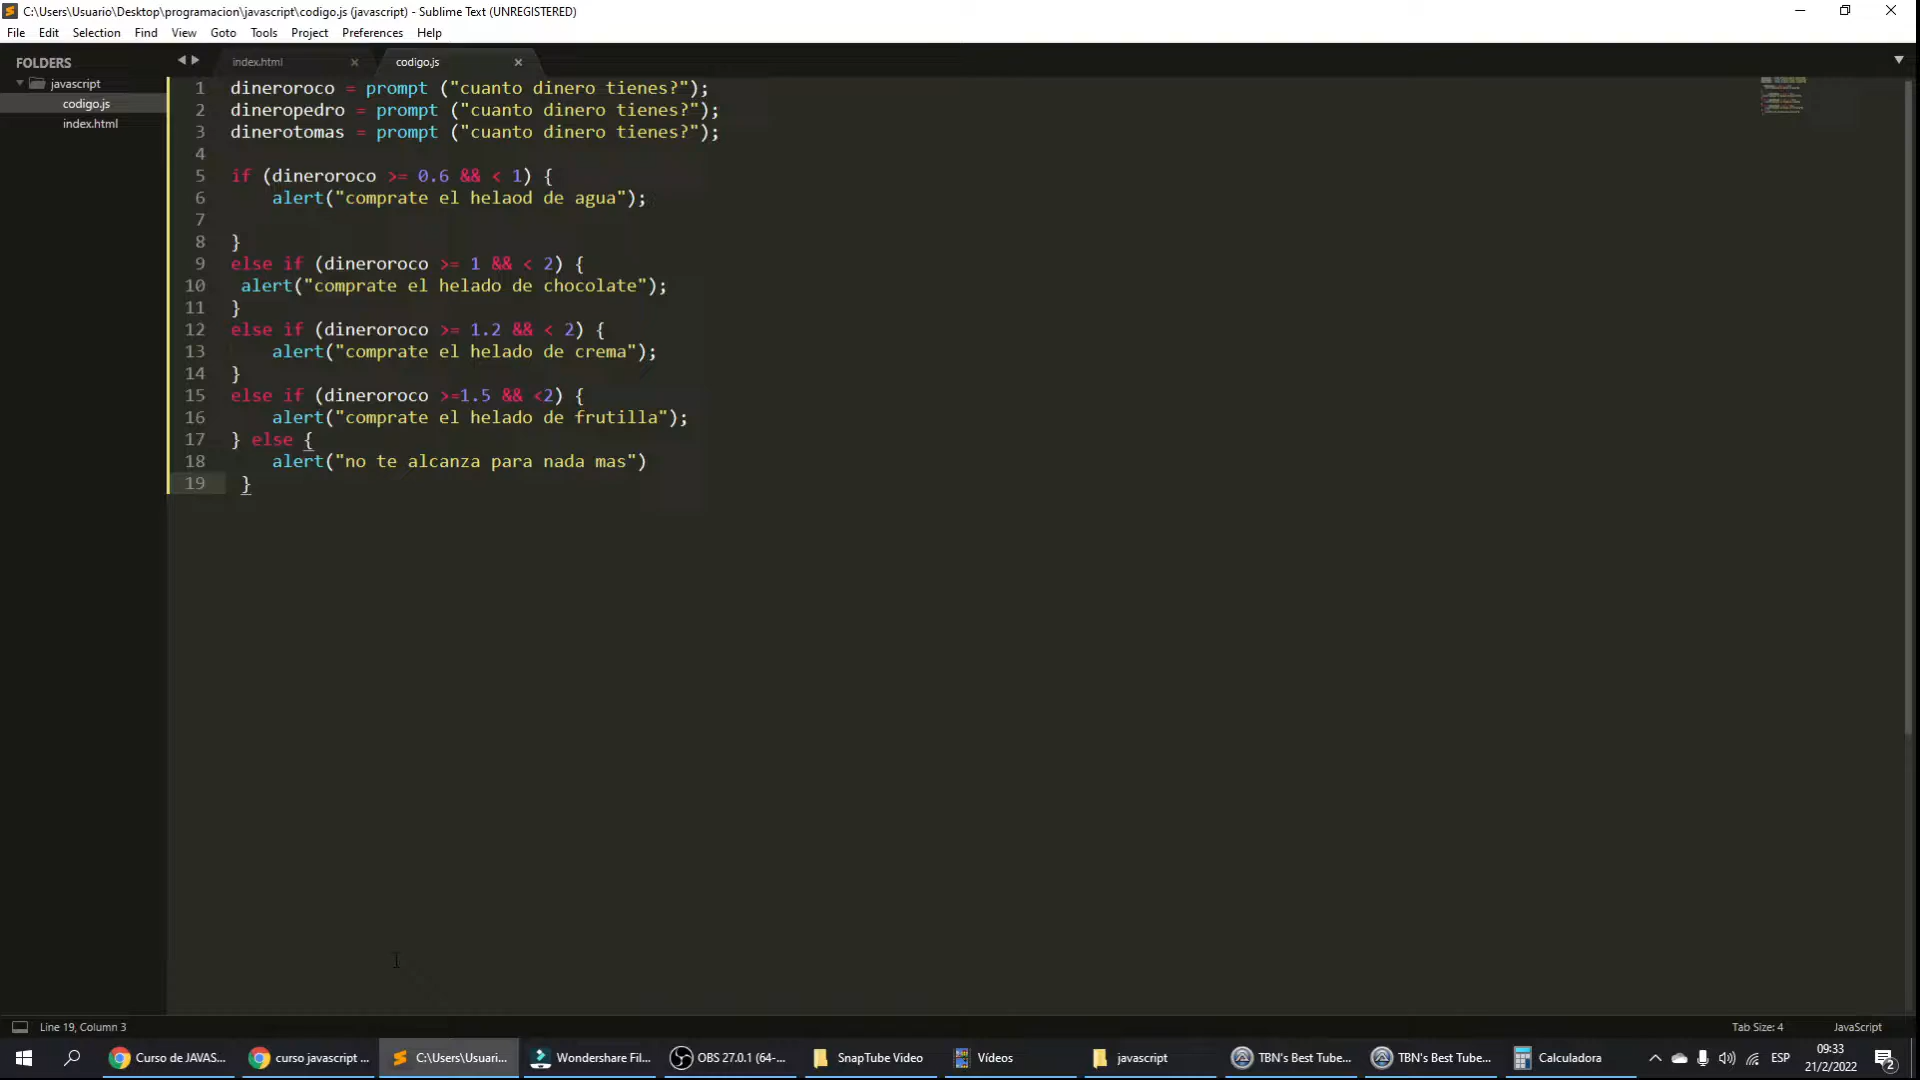 C:\Users\Usuario\Desktop\programacion\javascript\codigo.js (javascript) - Sublime Text (UNREGISTERED)
File Edit Selection Find View Goto Tools Project Preferences Help
FOLDERS
javascript
codigo.js
index.html
index.html codigo.js
1 dineroroco = prompt ("cuanto dinero tienes?");
2 dineropedro = prompt ("cuanto dinero tienes?");
3 dinerotomas = prompt ("cuanto dinero tienes?");
4
5 if (dineroroco >= 0.6 && < 1) {
6 alert("comprate el helaod de agua");
7
8 }
9 else if (dineroroco >= 1 && < 2) {
10 alert("comprate el helado de chocolate");
11 }
12 else if (dineroroco >= 1.2 && < 2) {
13 alert("comprate el helado de crema");
14 }
15 else if (dineroroco >=1.5 && <2) {
16 alert("comprate el helado de frutilla");
17 } else {
18 alert("no te alcanza para nada mas")
19 }
Line 19, Column 3 Tab Size: 4 JavaScript
Curso de JAVAS... curso javascript ... C:\Users\Usuari... Wondershare Fil... OBS 27.0.1 (64-... SnapTube Video Vídeos javascript TBN's Best Tube... TBN's Best Tube... Calculadora ESP 09:33
21/2/2022 2